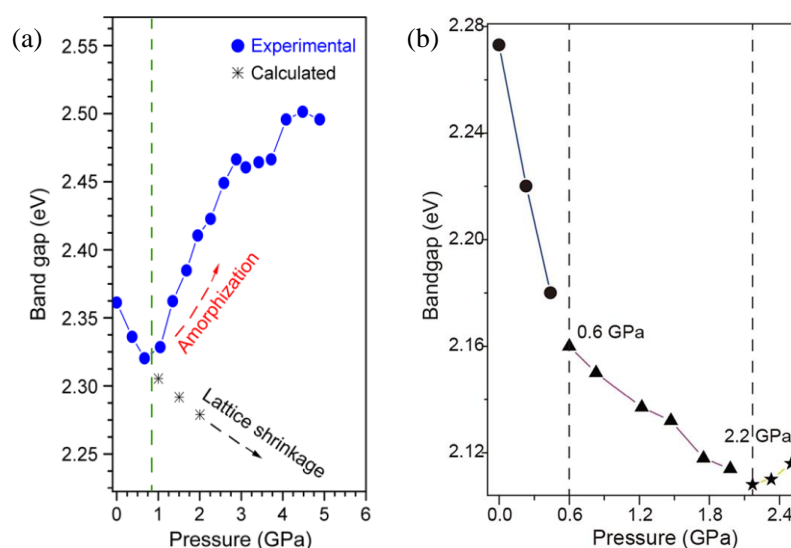 (a)
2.55
2.50
2.45
2.40
2.35
2.30
2.25
Band gap (eV)
Experimental
Calculated
Amorphization
Lattice shrinkage
0 1 2 3 4 5 6
Pressure (GPa)
(b)
2.28
2.24
2.20
2.16
2.12
Bandgap (eV)
0.6 GPa
2.2 GPa
0.0 0.6 1.2 1.8 2.4
Pressure (GPa)